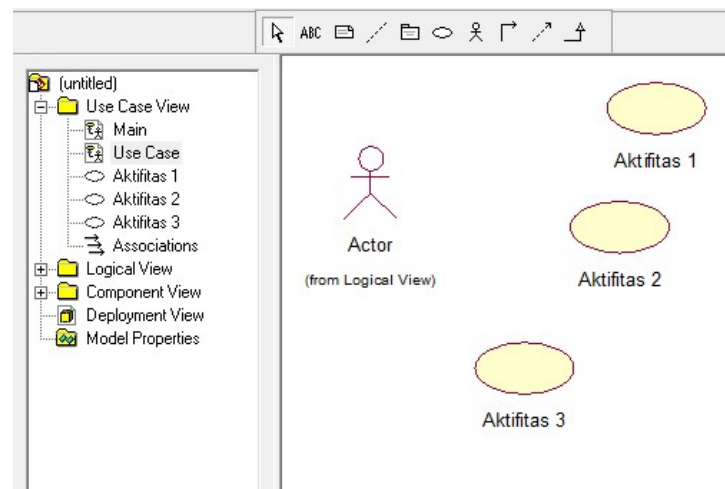 ABC
(untitled)
Use Case View
Main
Use Case
Aktifitas 1
Aktifitas 2
Aktifitas 3
Associations
Logical View
Component View
Deployment View
Model Properties
Aktifitas 1
Actor
(from Logical View)
Aktifitas 2
Aktifitas 3